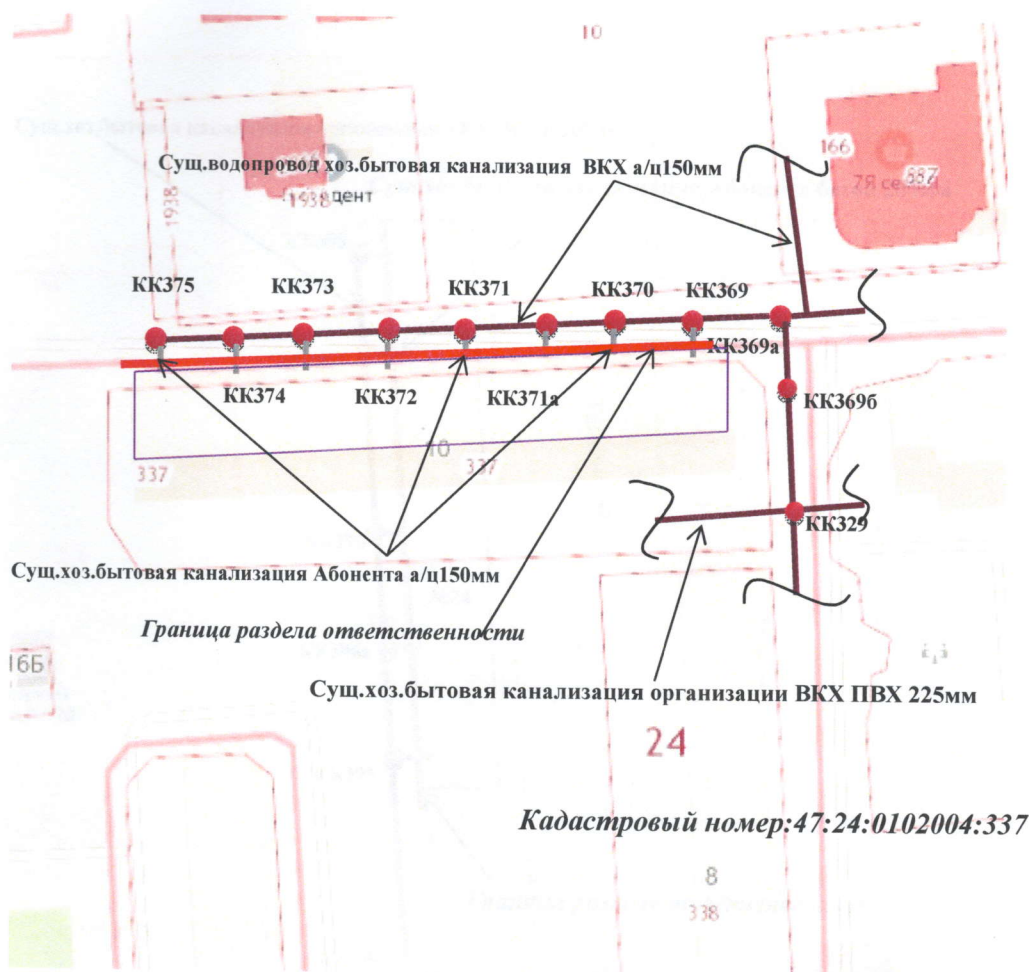 10
166
7Я
687
Сущ.водопровод хоз.бытовая канализация ВКХ а/ц150мм
1938
1938
дент
КК375
КК373
КК371
КК370
КК369
КК369а
КК374
КК372
КК371а
КК369б
10
337
337
КК329
Сущ.хоз.бытовая канализация Абонента а/ц150мм
Граница раздела ответственности
16Б
Сущ.хоз.бытовая канализация организации ВКХ ПВХ 225мм
24
Кадастровый номер:47:24:0102004:337
8
338